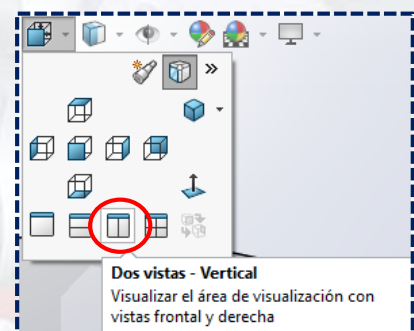 »
Dos vistas - Vertical
Visualizar el área de visualización con
vistas frontal y derecha